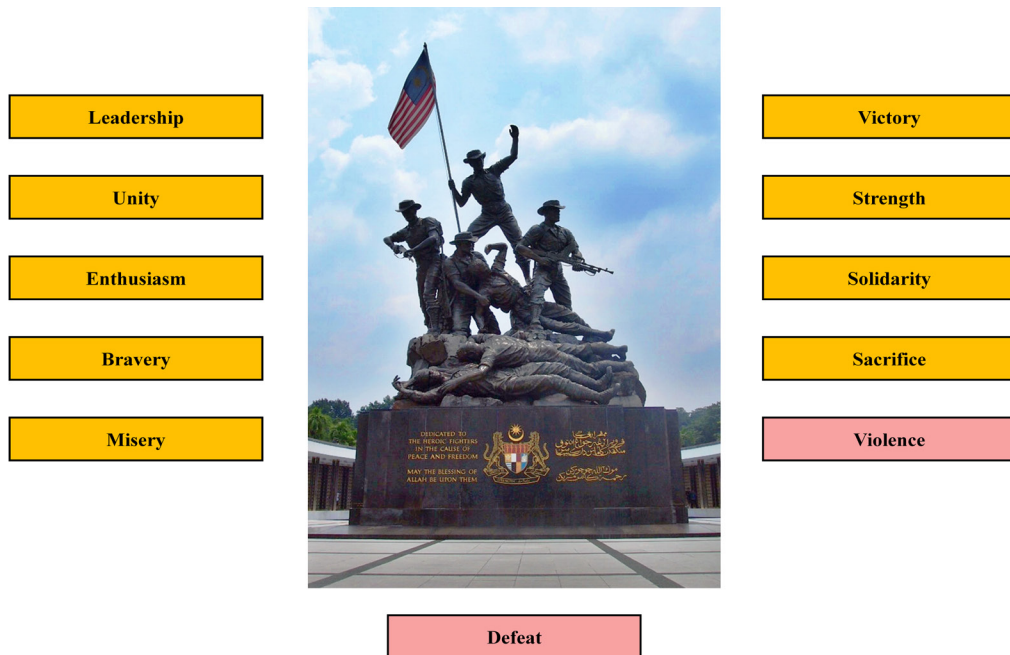 Leadership
Unity
Enthusiasm
Bravery
Misery
Victory
Strength
Solidarity
Sacrifice
Violence
DEDICATED TO
THE HEROIC FIGHTERS
IN THE CAUSE OF
PEACE AND FREEDOM
MAY THE BLESSING OF
ALLAH BE UPON THEM
Defeat